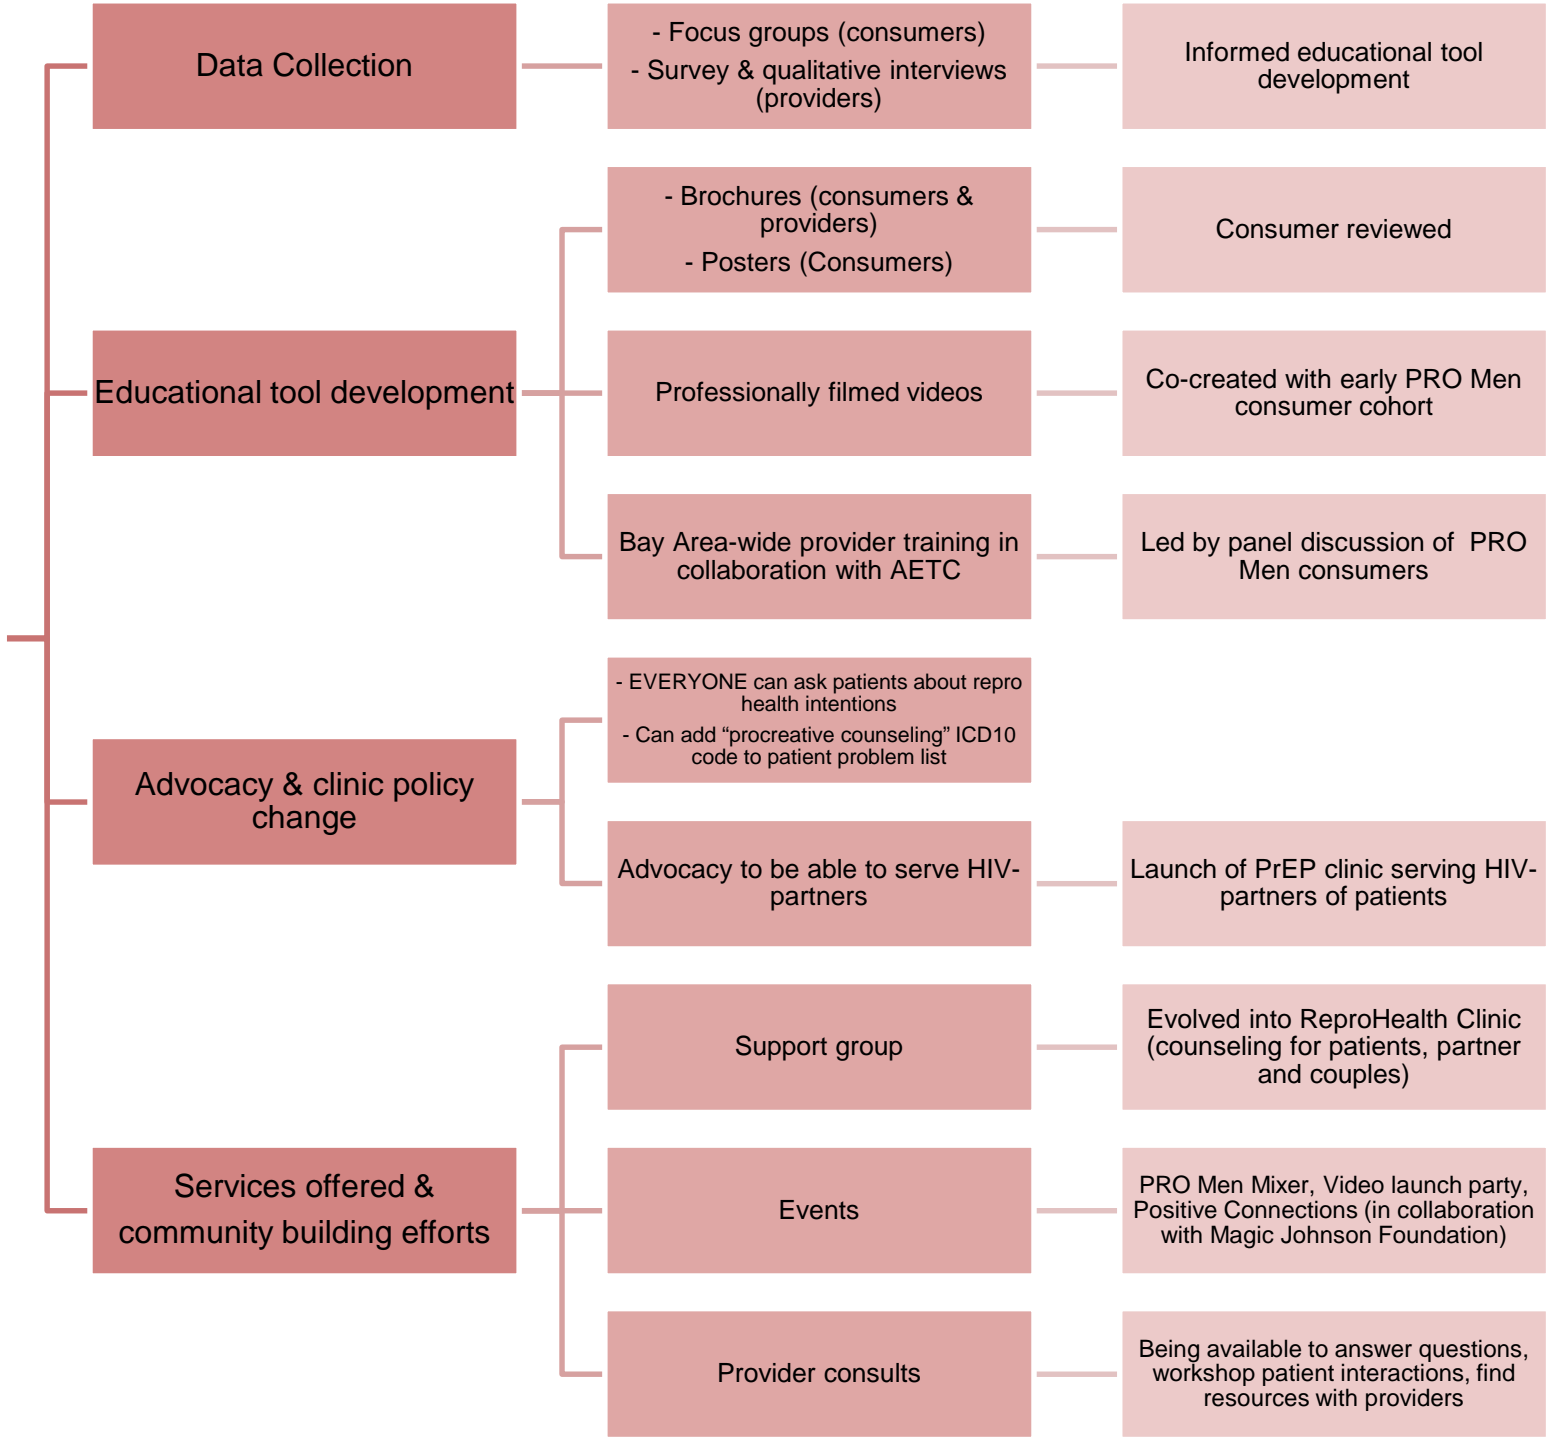 Data Collection
- Focus groups (consumers)
- Survey & qualitative interviews
(providers)
Informed educational tool
development
Educational tool development
- Brochures (consumers &
providers)
- Posters (Consumers)
Consumer reviewed
Professionally filmed videos
Co-created with early PRO Men
consumer cohort
Bay Area-wide provider training in
collaboration with AETC
Led by panel discussion of PRO
Men consumers
Advocacy & clinic policy
change
- EVERYONE can ask patients about repro
health intentions
- Can add “procreative counseling” ICD10
code to patient problem list
Advocacy to be able to serve HIV-
partners
Launch of PrEP clinic serving HIV-
partners of patients
Services offered &
community building efforts
Support group
Evolved into ReproHealth Clinic
(counseling for patients, partner
and couples)
Events
PRO Men Mixer, Video launch party,
Positive Connections (in collaboration
with Magic Johnson Foundation)
Provider consults
Being available to answer questions,
workshop patient interactions, find
resources with providers